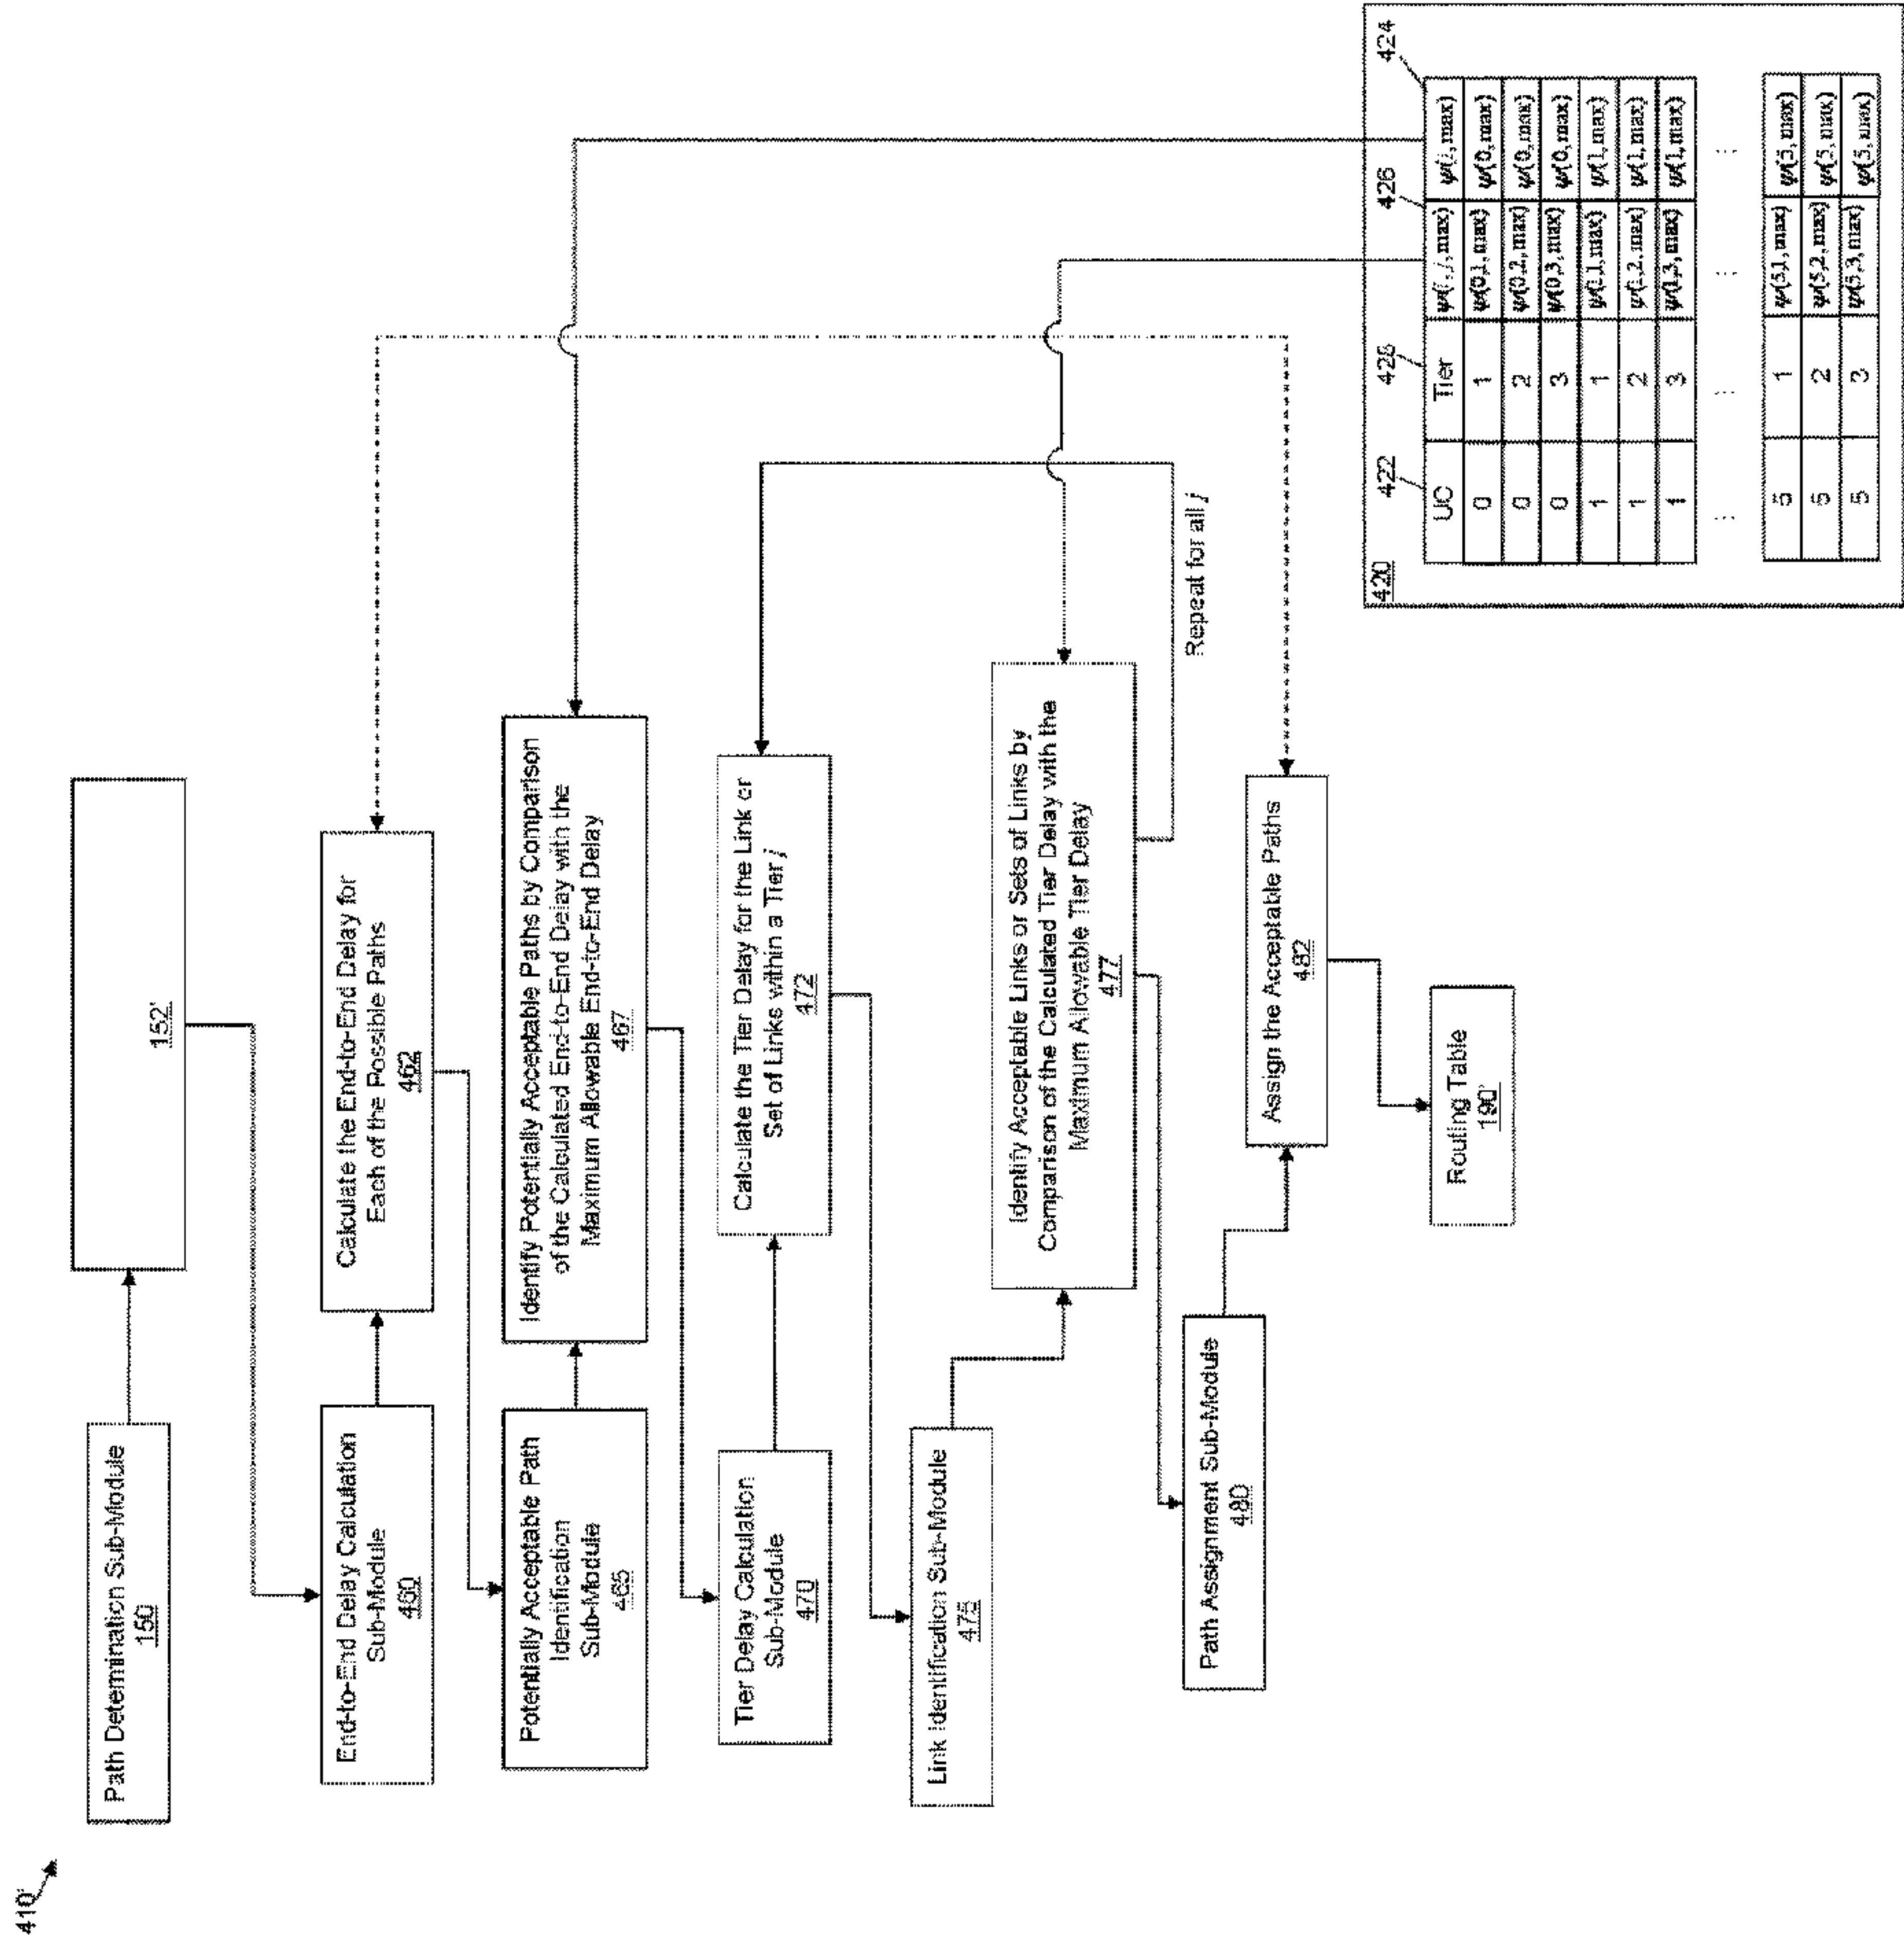 410'
Path Determination Sub-Module
150
152'
End-to-End Delay Calculation
Sub-Module
460
Calculate the End-to-End Delay for
Each of the Possible Paths
462
Potentially Acceptable Path
Identification
Sub-Module
465
Identify Potentially Acceptable Paths by Comparison
of the Calculated End-to-End Delay with the
Maximum Allowable End-to-End Delay
467
Tier Delay Calculation
Sub-Module
470
Calculate the Tier Delay for the Link or
Set of Links within a Tier j
472
Link Identification Sub-Module
475
Identify Acceptable Links or Sets of Links by
Comparison of the Calculated Tier Delay with the
Maximum Allowable Tier Delay
477
Repeat for all j
Path Assignment Sub-Module
480
Assign the Acceptable Paths
482
Routing Table
190'
420
422
428
426
424
UC Tier ψ(i,j,max) ψ(i,max)
0 1 ψ(0,1,max) ψ(0,max)
0 2 ψ(0,2,max) ψ(0,max)
0 3 ψ(0,3,max) ψ(0,max)
1 1 ψ(1,1,max) ψ(1,max)
1 2 ψ(1,2,max) ψ(1,max)
1 3 ψ(1,3,max) ψ(1,max)
⋮ ⋮ ⋮ ⋮
5 1 ψ(5,1,max) ψ(5,max)
5 2 ψ(5,2,max) ψ(5,max)
5 3 ψ(5,3,max) ψ(5,max)